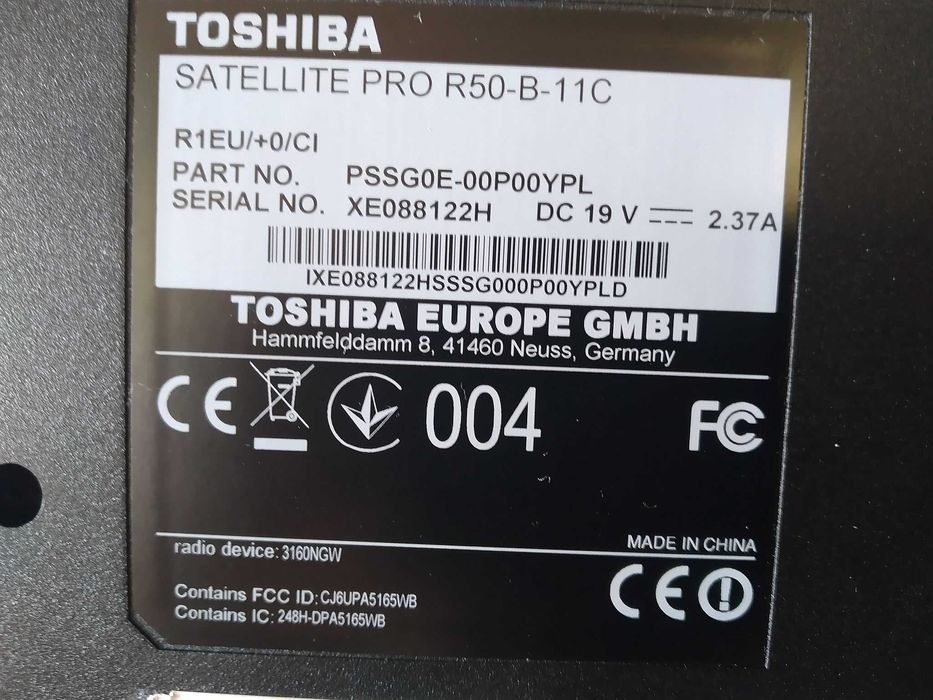 TOSHIBA
SATELLITE PRO R50-B-11C
R1EU/+0/CI
PART NO. PSSG0E-00P00YPL
SERIAL NO. XE088122H DC 19 V 2.37A
IXE088122HSSSG000P00YPLD
TOSHIBA EUROPE GMBH
Hammfelddamm 8, 41460 Neuss, Germany
CE 004 FC
radio device: 3160NGW MADE IN CHINA
Contains FCC ID: CJ6UPA5165WB
Contains IC: 248H-DPA5165WB
CE